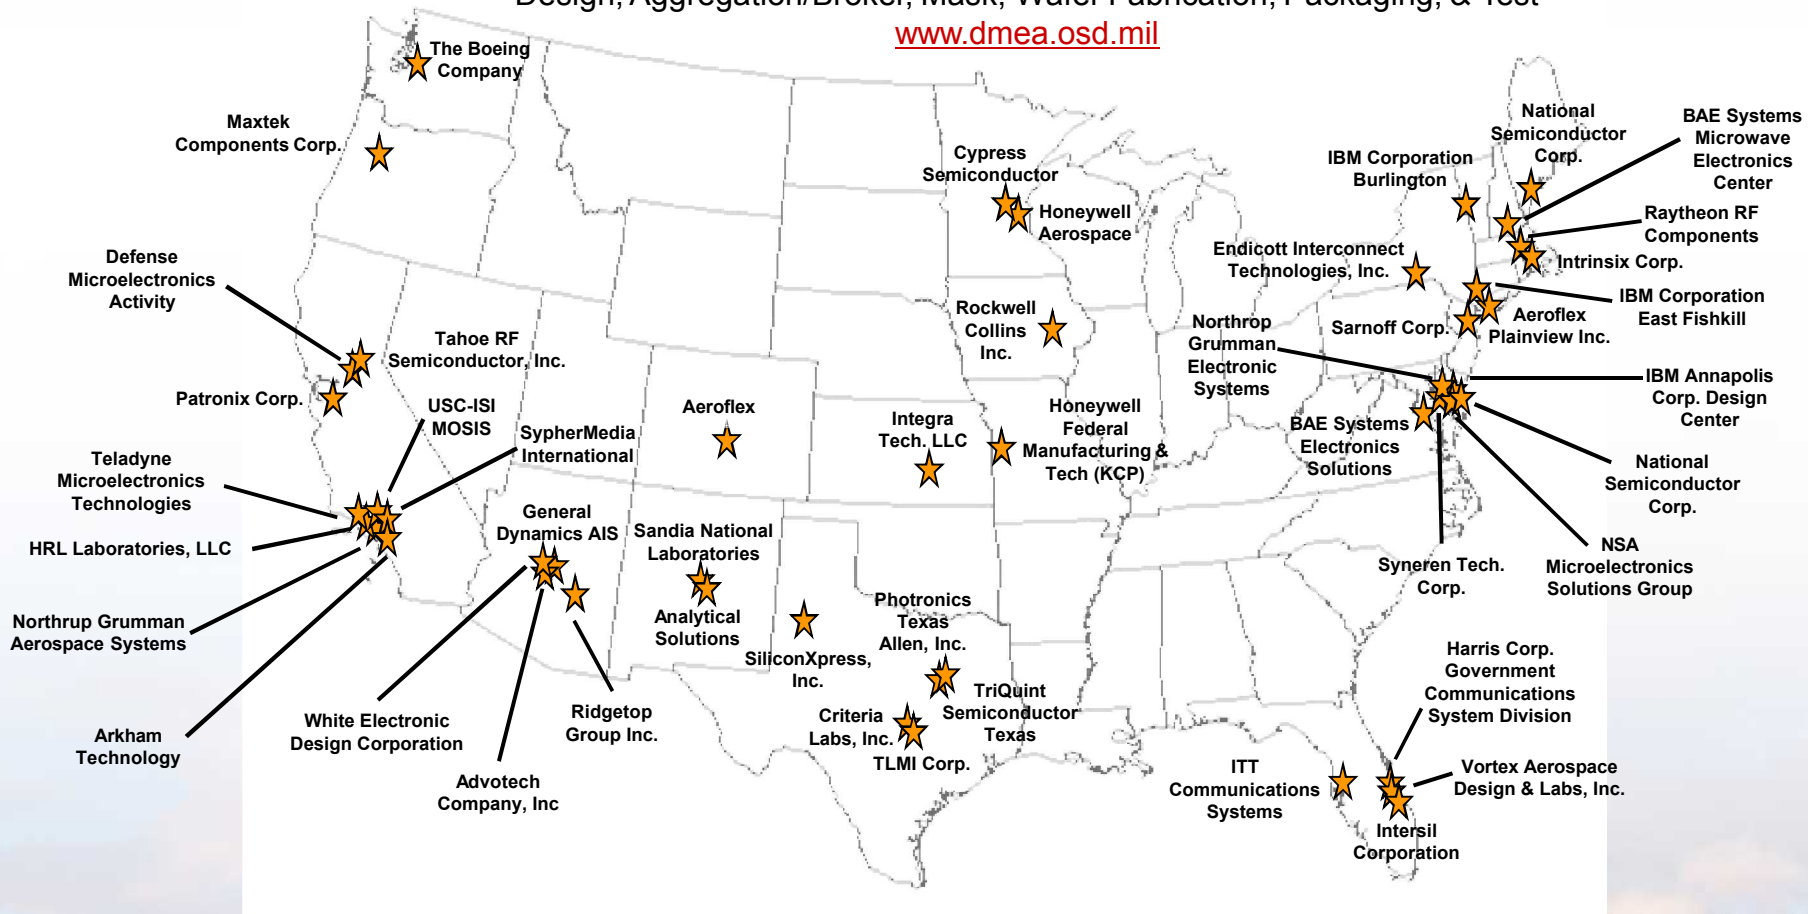 Design, Aggregation/Broker, Mask, Wafer Fabrication, Packaging, & Test
www.dmea.osd.mil
The Boeing
Company
Maxtek
Components Corp.
Defense
Microelectronics
Activity
Tahoe RF
Semiconductor, Inc.
Patronix Corp.
USC-ISI
MOSIS
SypherMedia
International
Teladyne
Microelectronics
Technologies
HRL Laboratories, LLC
Northrup Grumman
Aerospace Systems
Arkham
Technology
General
Dynamics AIS
White Electronic
Design Corporation
Advotech
Company, Inc
Ridgetop
Group Inc.
Sandia National
Laboratories
Analytical
Solutions
Aeroflex
SiliconXpress,
Inc.
Integra
Tech. LLC
Photronics
Texas
Allen, Inc.
TriQuint
Semiconductor
Texas
Criteria
Labs, Inc.
TLMI Corp.
Cypress
Semiconductor
Honeywell
Aerospace
Rockwell
Collins
Inc.
Honeywell
Federal
Manufacturing &
Tech (KCP)
IBM Corporation
Burlington
National
Semiconductor
Corp.
BAE Systems
Microwave
Electronics
Center
Raytheon RF
Components
Intrinsix Corp.
Endicott Interconnect
Technologies, Inc.
IBM Corporation
East Fishkill
Aeroflex
Plainview Inc.
Sarnoff Corp.
Northrop
Grumman
Electronic
Systems
IBM Annapolis
Corp. Design
Center
BAE Systems
Electronics
Solutions
National
Semiconductor
Corp.
NSA
Microelectronics
Solutions Group
Syneren Tech.
Corp.
Harris Corp.
Government
Communications
System Division
ITT
Communications
Systems
Vortex Aerospace
Design & Labs, Inc.
Intersil
Corporation